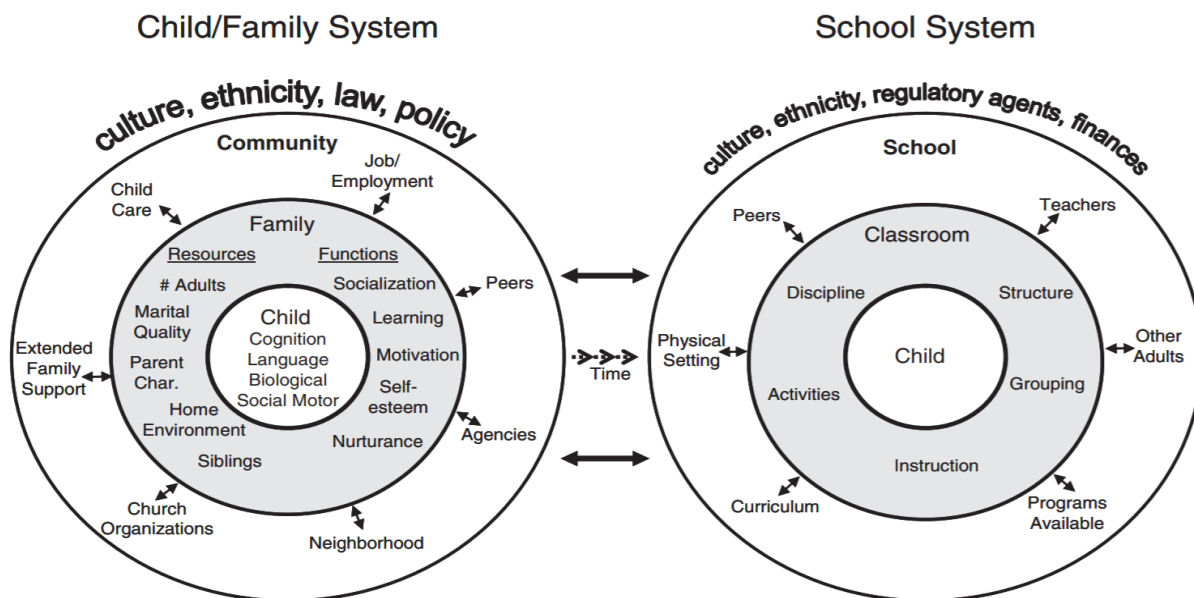 Child/Family System
culture, ethnicity, law, policy
Community
Job/
Employment
Child
Care
Family
Resources
Functions
# Adults
Socialization
Peers
Marital
Quality
Learning
Child
Cognition
Language
Biological
Social Motor
Extended
Family
Support
Parent
Char.
Motivation
Self-
esteem
Home
Environment
Nurturance
Agencies
Siblings
Church
Organizations
Neighborhood
Time
School System
culture, ethnicity, regulatory agents, finances
School
Peers
Teachers
Classroom
Discipline
Structure
Physical
Setting
Child
Other
Adults
Activities
Grouping
Instruction
Curriculum
Programs
Available